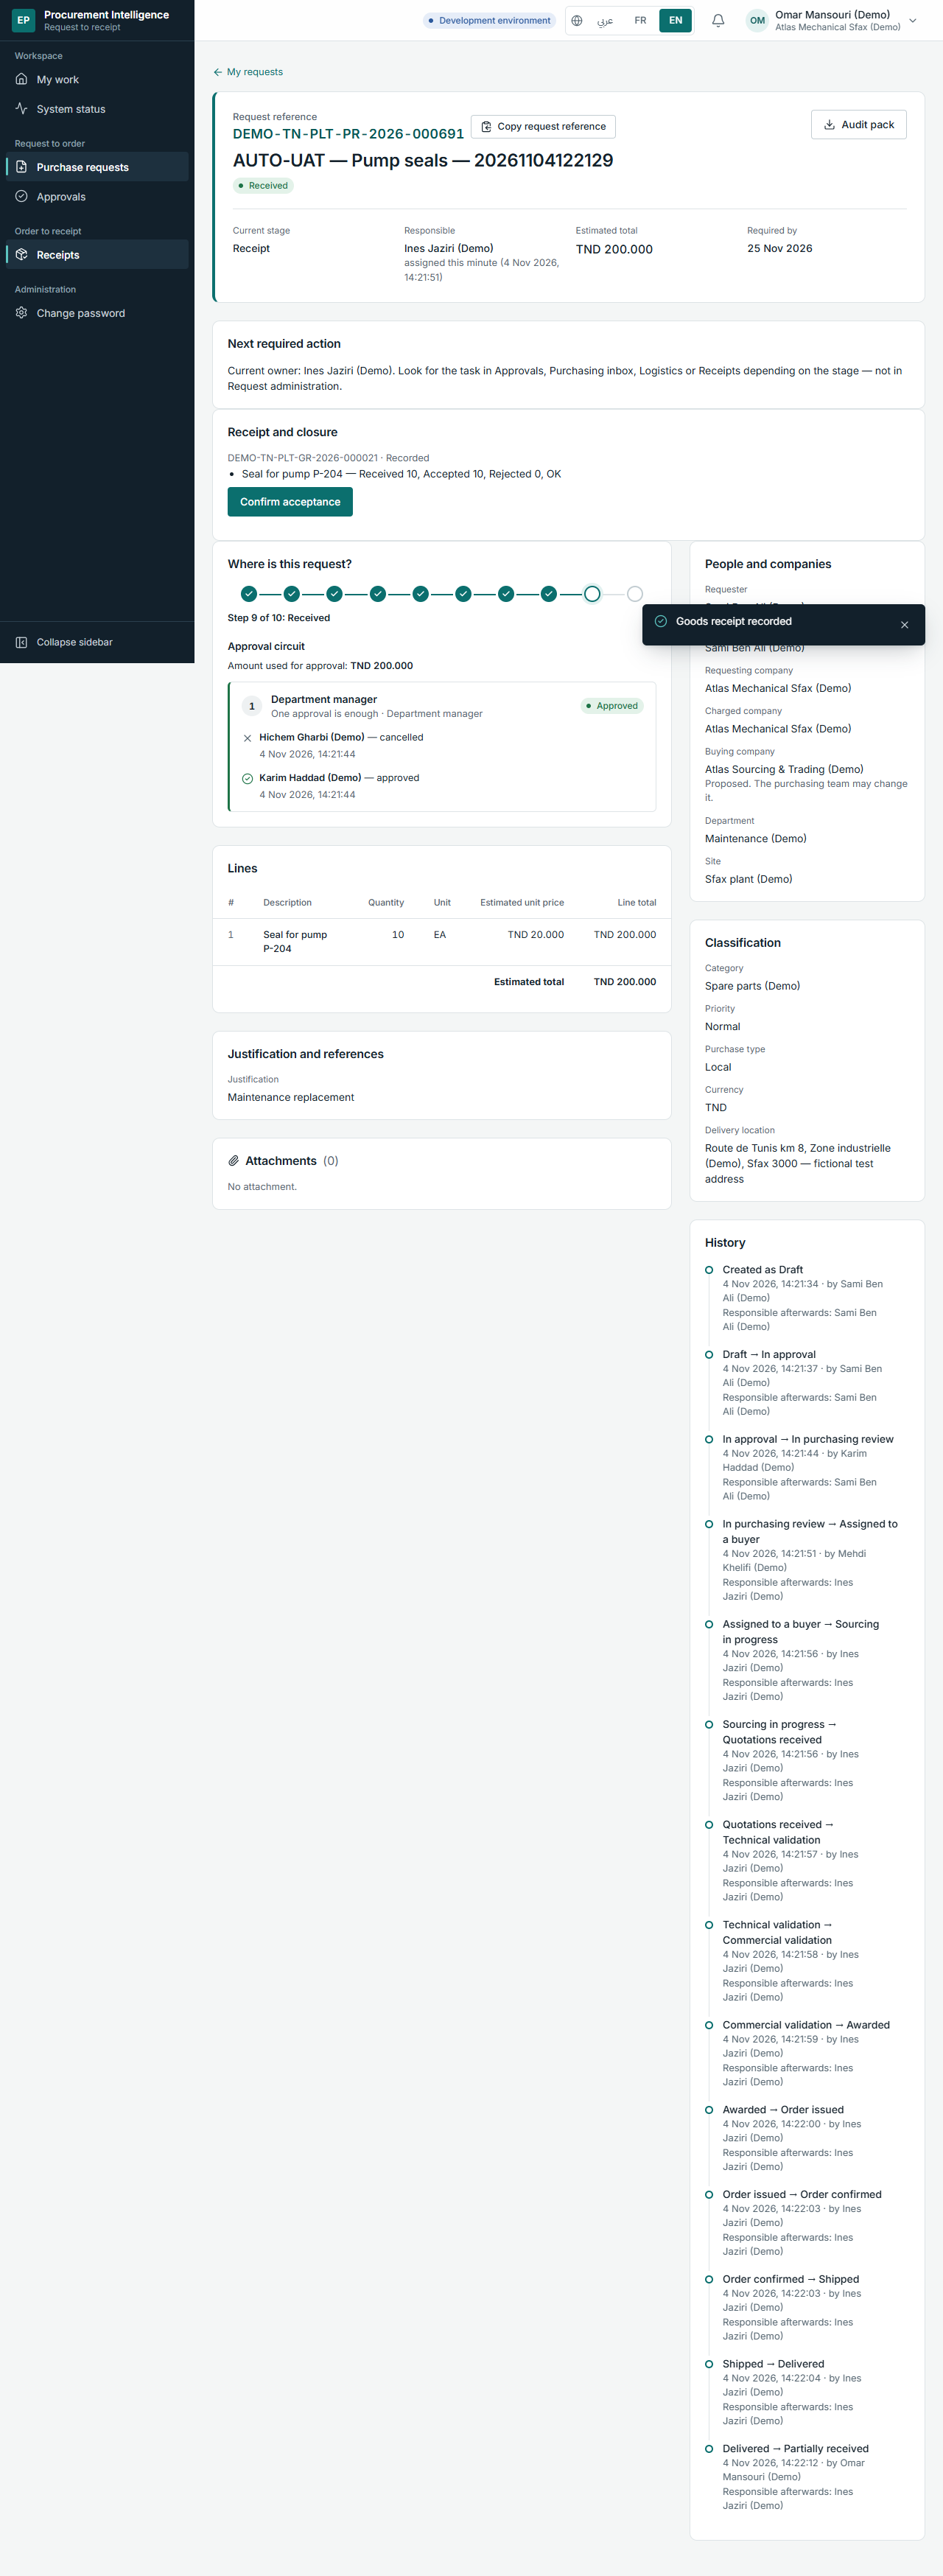 EP
Procurement Intelligence
Request to receipt
Development environment
عربي
FR
EN
OM
Omar Mansouri (Demo)
Atlas Mechanical Sfax (Demo)
Workspace
My work
System status
Request to order
Purchase requests
Approvals
Order to receipt
Receipts
Administration
Change password
Collapse sidebar
My requests
Request reference
DEMO-TN-PLT-PR-2026-000691
Copy request reference
Audit pack
AUTO-UAT — Pump seals — 20261104122129
Received
Current stage
Receipt
Responsible
Ines Jaziri (Demo)
assigned this minute (4 Nov 2026,
14:21:51)
Estimated total
TND 200.000
Required by
25 Nov 2026
Next required action
Current owner: Ines Jaziri (Demo). Look for the task in Approvals, Purchasing inbox, Logistics or Receipts depending on the stage — not in
Request administration.
Receipt and closure
DEMO-TN-PLT-GR-2026-000021 · Recorded
Seal for pump P-204 — Received 10, Accepted 10, Rejected 0, OK
Confirm acceptance
Where is this request?
Step 9 of 10: Received
Approval circuit
Amount used for approval: TND 200.000
1
Department manager
One approval is enough · Department manager
Approved
Hichem Gharbi (Demo) — cancelled
4 Nov 2026, 14:21:44
Karim Haddad (Demo) — approved
4 Nov 2026, 14:21:44
Lines
# Description Quantity Unit Estimated unit price Line total
1 Seal for pump 10 EA TND 20.000 TND 200.000
P-204
Estimated total TND 200.000
Justification and references
Justification
Maintenance replacement
Attachments (0)
No attachment.
People and companies
Requester
Goods receipt recorded
Sami Ben Ali (Demo)
Requesting company
Atlas Mechanical Sfax (Demo)
Charged company
Atlas Mechanical Sfax (Demo)
Buying company
Atlas Sourcing & Trading (Demo)
Proposed. The purchasing team may change
it.
Department
Maintenance (Demo)
Site
Sfax plant (Demo)
Classification
Category
Spare parts (Demo)
Priority
Normal
Purchase type
Local
Currency
TND
Delivery location
Route de Tunis km 8, Zone industrielle
(Demo), Sfax 3000 — fictional test
address
History
Created as Draft
4 Nov 2026, 14:21:34 · by Sami Ben
Ali (Demo)
Responsible afterwards: Sami Ben
Ali (Demo)
Draft → In approval
4 Nov 2026, 14:21:37 · by Sami Ben
Ali (Demo)
Responsible afterwards: Sami Ben
Ali (Demo)
In approval → In purchasing review
4 Nov 2026, 14:21:44 · by Karim
Haddad (Demo)
Responsible afterwards: Sami Ben
Ali (Demo)
In purchasing review → Assigned to
a buyer
4 Nov 2026, 14:21:51 · by Mehdi
Khelifi (Demo)
Responsible afterwards: Ines
Jaziri (Demo)
Assigned to a buyer → Sourcing
in progress
4 Nov 2026, 14:21:56 · by Ines
Jaziri (Demo)
Responsible afterwards: Ines
Jaziri (Demo)
Sourcing in progress →
Quotations received
4 Nov 2026, 14:21:56 · by Ines
Jaziri (Demo)
Responsible afterwards: Ines
Jaziri (Demo)
Quotations received →
Technical validation
4 Nov 2026, 14:21:57 · by Ines
Jaziri (Demo)
Responsible afterwards: Ines
Jaziri (Demo)
Technical validation →
Commercial validation
4 Nov 2026, 14:21:58 · by Ines
Jaziri (Demo)
Responsible afterwards: Ines
Jaziri (Demo)
Commercial validation → Awarded
4 Nov 2026, 14:21:59 · by Ines
Jaziri (Demo)
Responsible afterwards: Ines
Jaziri (Demo)
Awarded → Order issued
4 Nov 2026, 14:22:00 · by Ines
Jaziri (Demo)
Responsible afterwards: Ines
Jaziri (Demo)
Order issued → Order confirmed
4 Nov 2026, 14:22:03 · by Ines
Jaziri (Demo)
Responsible afterwards: Ines
Jaziri (Demo)
Order confirmed → Shipped
4 Nov 2026, 14:22:03 · by Ines
Jaziri (Demo)
Responsible afterwards: Ines
Jaziri (Demo)
Shipped → Delivered
4 Nov 2026, 14:22:04 · by Ines
Jaziri (Demo)
Responsible afterwards: Ines
Jaziri (Demo)
Delivered → Partially received
4 Nov 2026, 14:22:12 · by Omar
Mansouri (Demo)
Responsible afterwards: Ines
Jaziri (Demo)